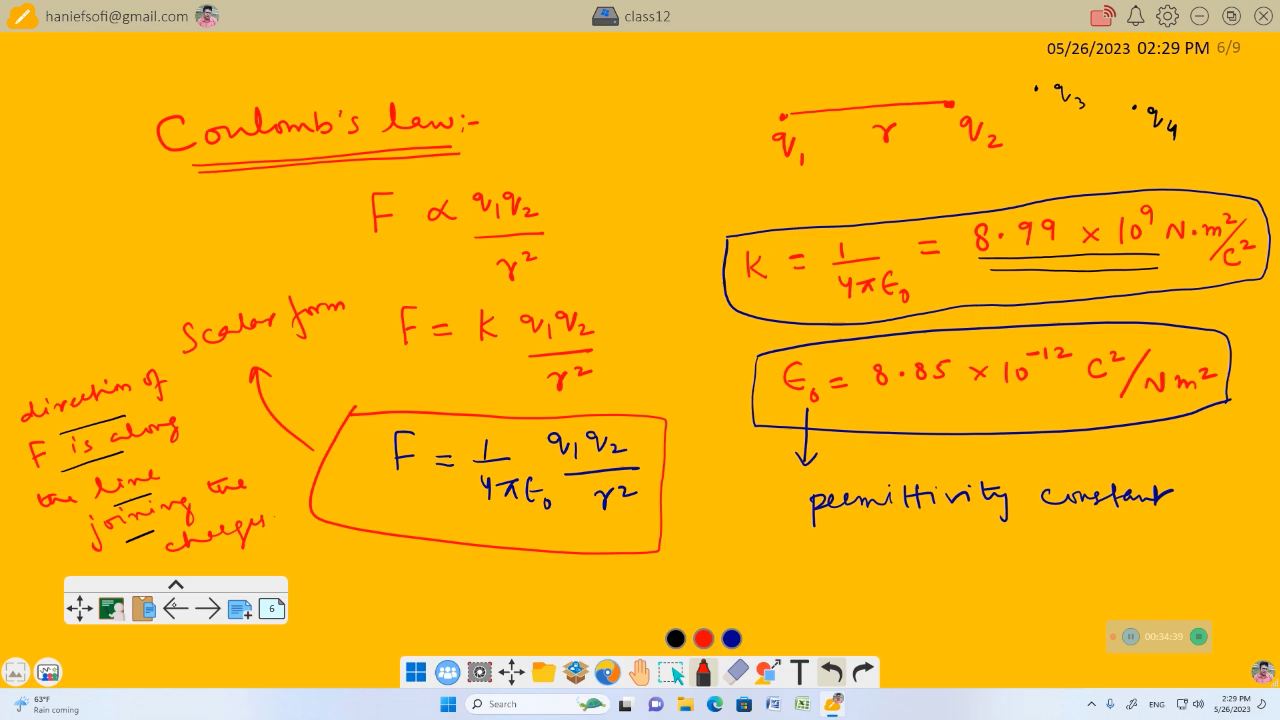 haniefsofi@gmail.com
class12
05/26/2023 02:29 PM 6/9
Coulomb's law:-
q₁ r q₂
q₃
q₄
F ∝ q₁q₂/r²
K = 1/4πϵ₀ = 8.99 × 10⁹ N.m²/C²
F = K q₁q₂/r²
Scalar form
ϵ₀ = 8.85 × 10⁻¹² C²/Nm²
direction of
F is along
the line
joining the
charges.
F = 1/4πϵ₀ q₁q₂/r²
permittivity constant
6
00:34:39
T
63°F
Rain coming
Search
ENG
2:29 PM
5/26/2023